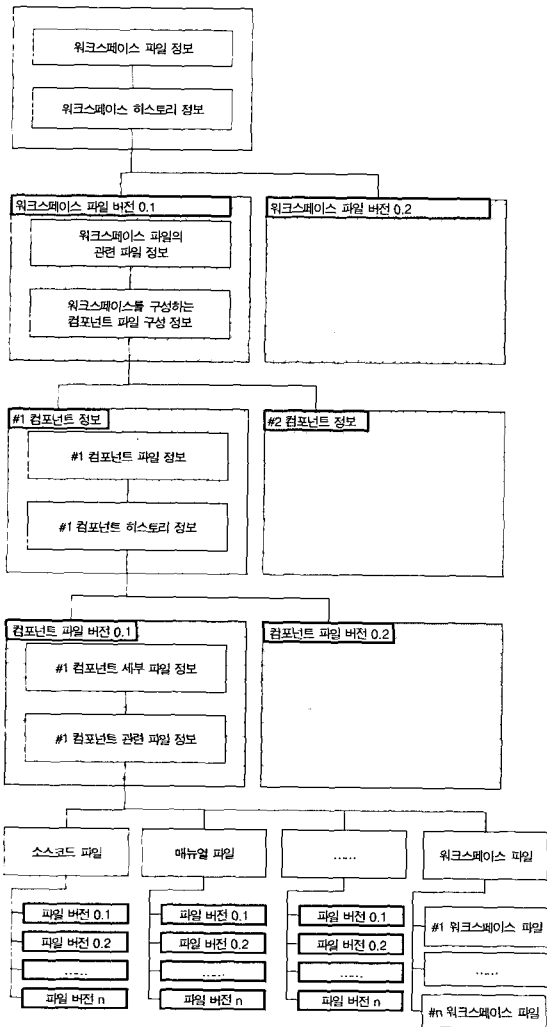 워크스페이스 파일 정보
워크스페이스 히스토리 정보
워크스페이스 파일 버전 0.1
워크스페이스 파일 버전 0.2
워크스페이스 파일의
관련 파일 정보
워크스페이스를 구성하는
컴포넌트 파일 구성 정보
#1 컴포넌트 정보
#2 컴포넌트 정보
#1 컴포넌트 파일 정보
#1 컴포넌트 히스토리 정보
컴포넌트 파일 버전 0.1
컴포넌트 파일 버전 0.2
#1 컴포넌트 세부 파일 정보
#1 컴포넌트 관련 파일 정보
소스코드 파일
매뉴얼 파일
……
워크스페이스 파일
파일 버전 0.1
파일 버전 0.2
……
파일 버전 n
파일 버전 0.1
파일 버전 0.2
……
파일 버전 n
파일 버전 0.1
파일 버전 0.2
……
파일 버전 n
#1 워크스페이스 파일
……
#n 워크스페이스 파일